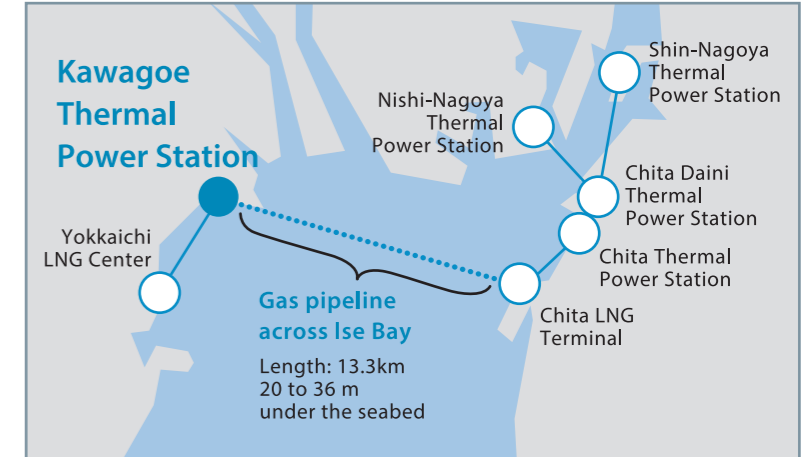 Kawagoe
Thermal
Power Station
Shin-Nagoya
Thermal
Power Station
Nishi-Nagoya
Thermal
Power Station
Chita Daini
Thermal
Power Station
Yokkaichi
LNG Center
Chita Thermal
Power Station
Gas pipeline
across Ise Bay
Length: 13.3km
20 to 36 m
under the seabed
Chita LNG
Terminal